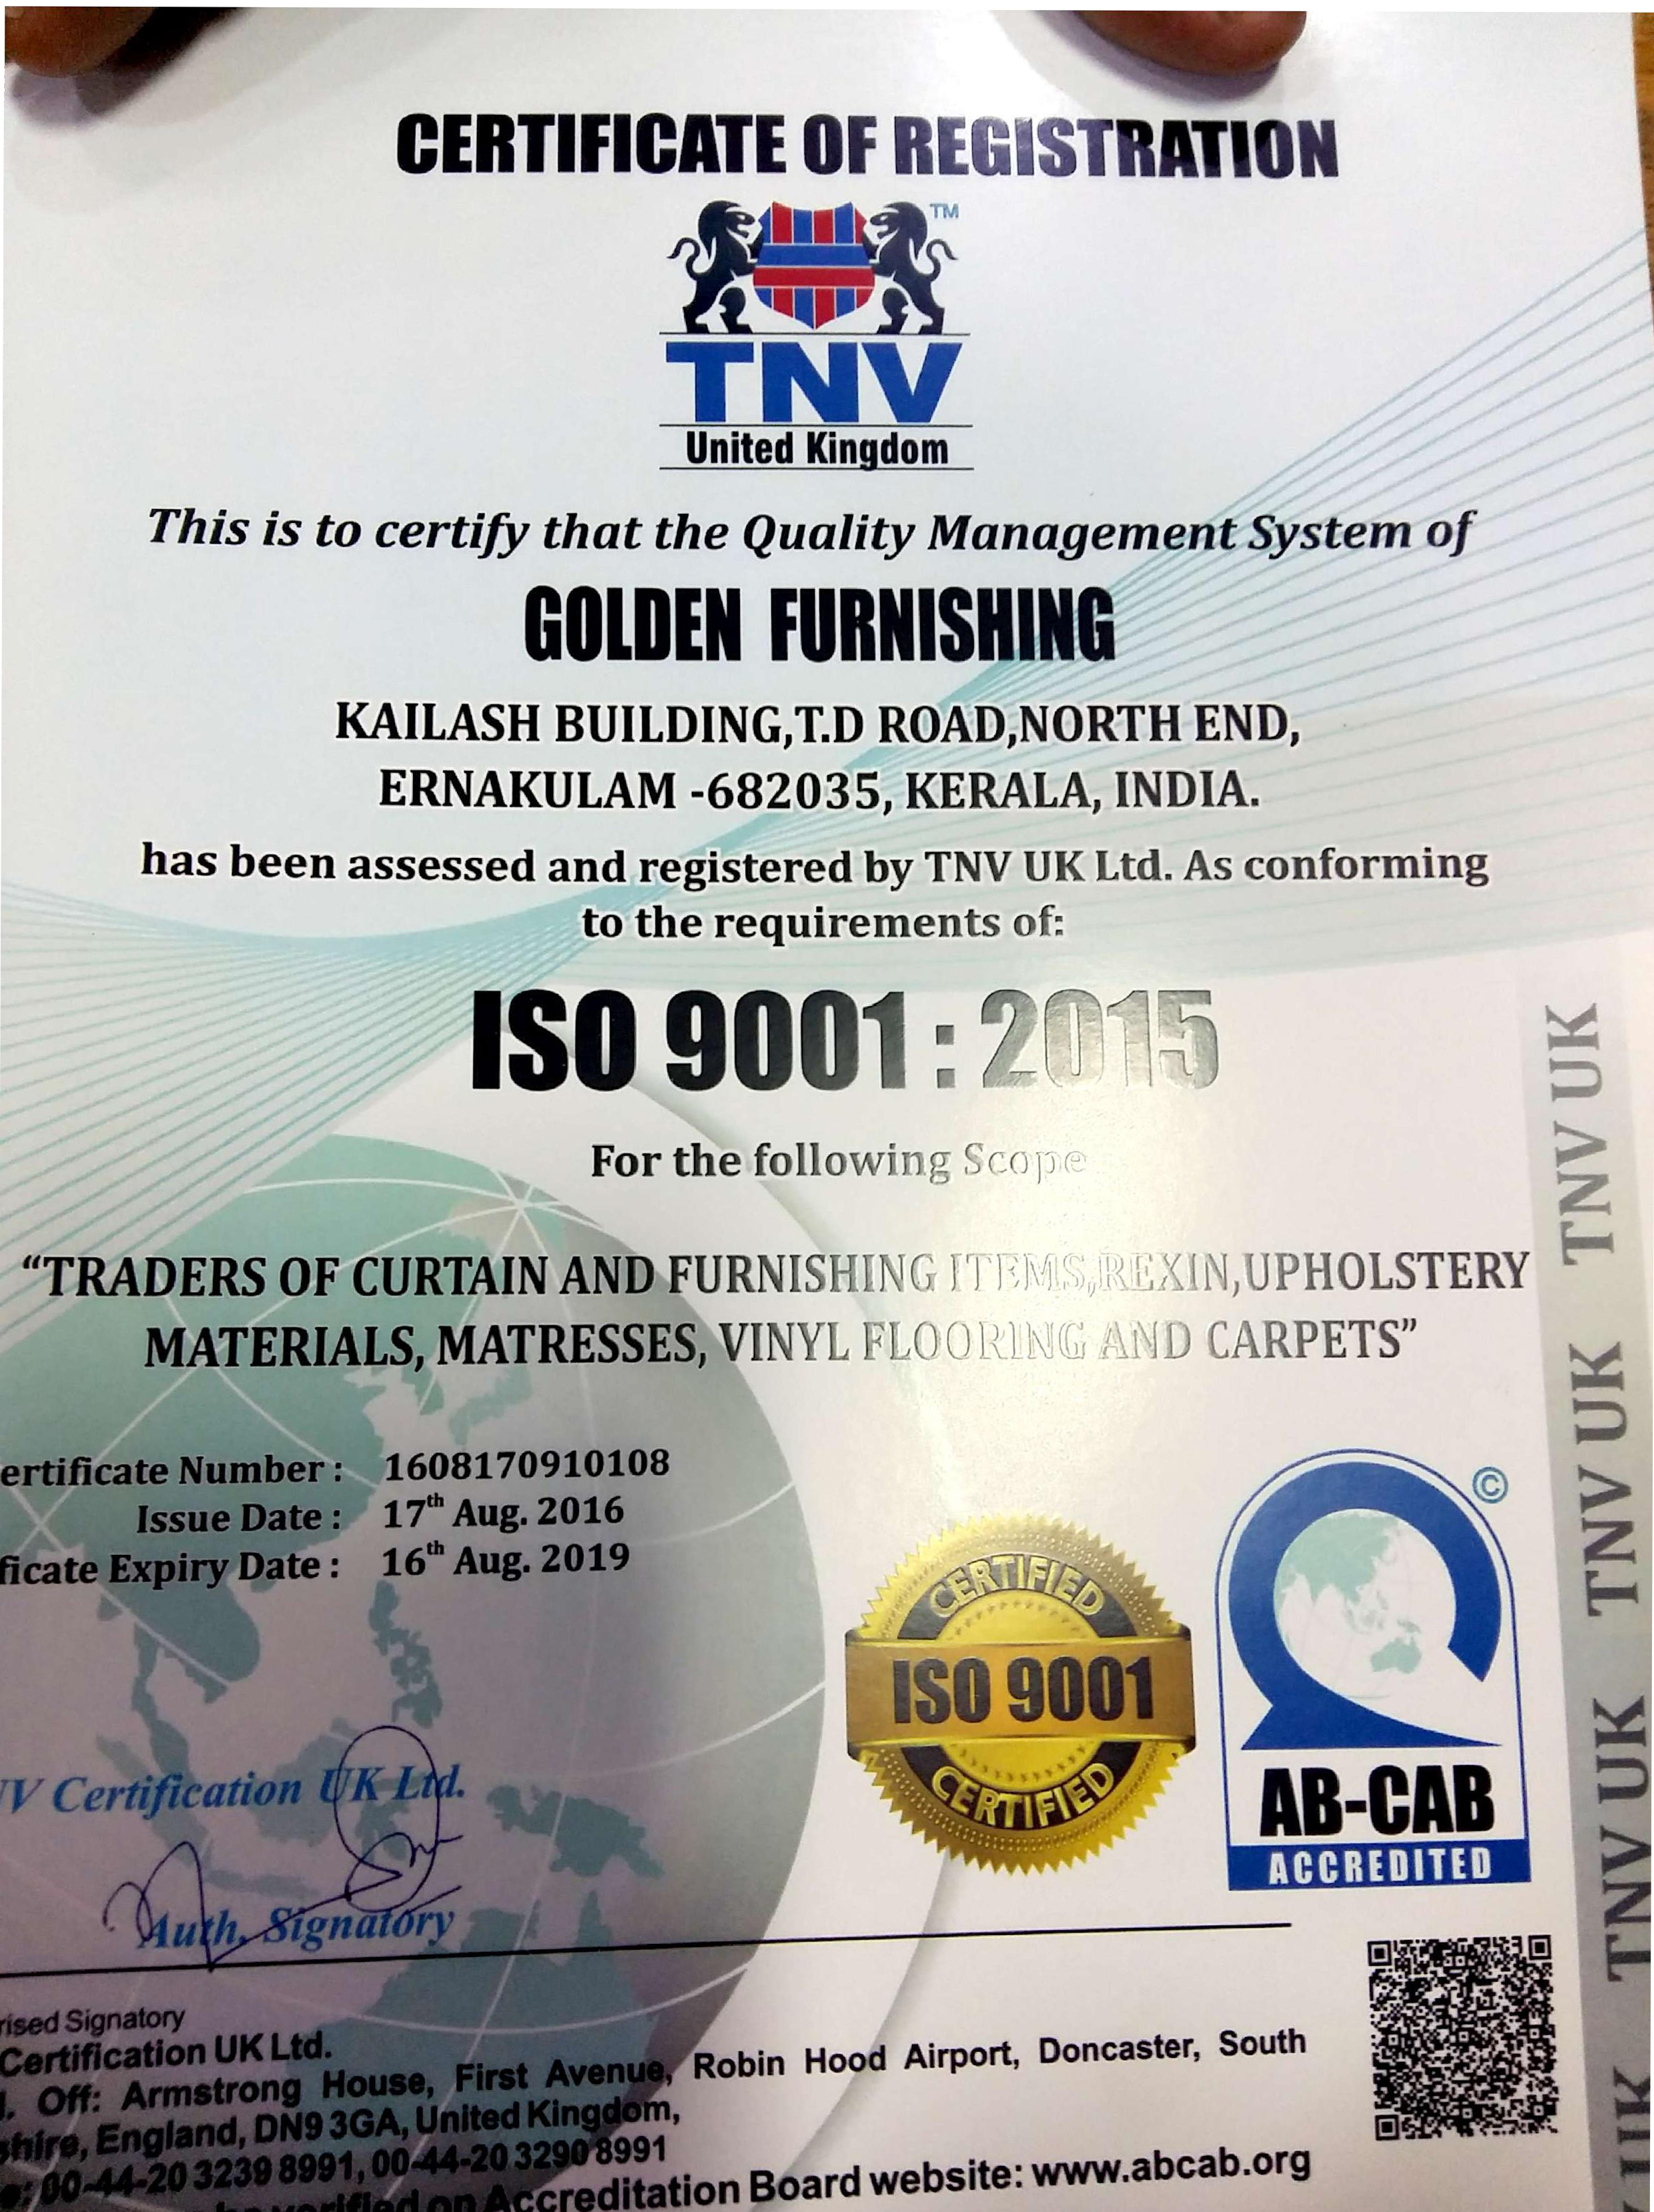 CERTIFICATE OF REGISTRATION
TM
TNV
United Kingdom
This is to certify that the Quality Management System of
GOLDEN FURNISHING
KAILASH BUILDING,T.D ROAD,NORTH END,
ERNAKULAM -682035, KERALA, INDIA.
has been assessed and registered by TNV UK Ltd. As conforming
to the requirements of:
ISO 9001 : 2015
For the following Scope
“TRADERS OF CURTAIN AND FURNISHING ITEMS,REXIN,UPHOLSTERY
MATERIALS, MATRESSES, VINYL FLOORING AND CARPETS”
ertificate Number : 1608170910108
Issue Date : 17th Aug. 2016
ficate Expiry Date : 16th Aug. 2019
CERTIFIED
ISO 9001
CERTIFIED
©
AB-CAB
ACCREDITED
V Certification UK Ltd.
Auth. Signatory
rised Signatory
Certification UK Ltd.
. Off: Armstrong House, First Avenue, Robin Hood Airport, Doncaster, South
shire, England, DN9 3GA, United Kingdom,
e: 00-44-20 3239 8991, 00-44-20 3290 8991
verified on Accreditation Board website: www.abcab.org
TNV UK
TNV UK
TNV UK
TNV UK
UK